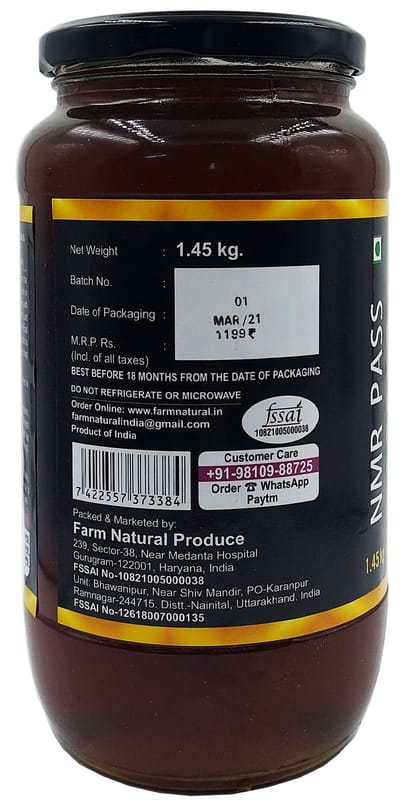 Net Weight : 1.45 kg.
Batch No. : 01
Date of Packaging : MAR/21
M.R.P. Rs. : 1199₹
(Incl. of all taxes)
BEST BEFORE 18 MONTHS FROM THE DATE OF PACKAGING
DO NOT REFRIGERATE OR MICROWAVE
Order Online: www.farmnatural.in
farmnaturalindia@gmail.com
Product of India
fssai
10821005000038
Customer Care
+91-98109-88725
Order ☎ WhatsApp
Paytm
7 422557 373384
Packed & Marketed by:
Farm Natural Produce
239, Sector-38, Near Medanta Hospital
Gurugram-122001, Haryana, India
FSSAI No-10821005000038
Unit: Bhawanipur, Near Shiv Mandir, PO-Karanpur
Ramnagar-244715. Distt.-Nainital, Uttarakhand. India
FSSAI No-12618007000135
NMR PASS
1.45 kg